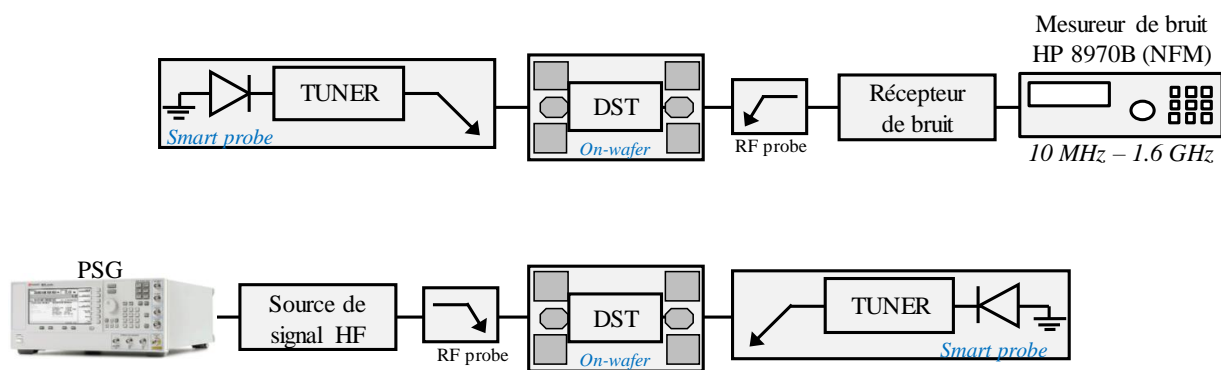 Mesureur de bruit
HP 8970B (NFM)
TUNER
Smart probe
DST
On-wafer
RF probe
Récepteur
de bruit
10 MHz – 1.6 GHz
PSG
Source de
signal HF
RF probe
DST
On-wafer
TUNER
Smart probe